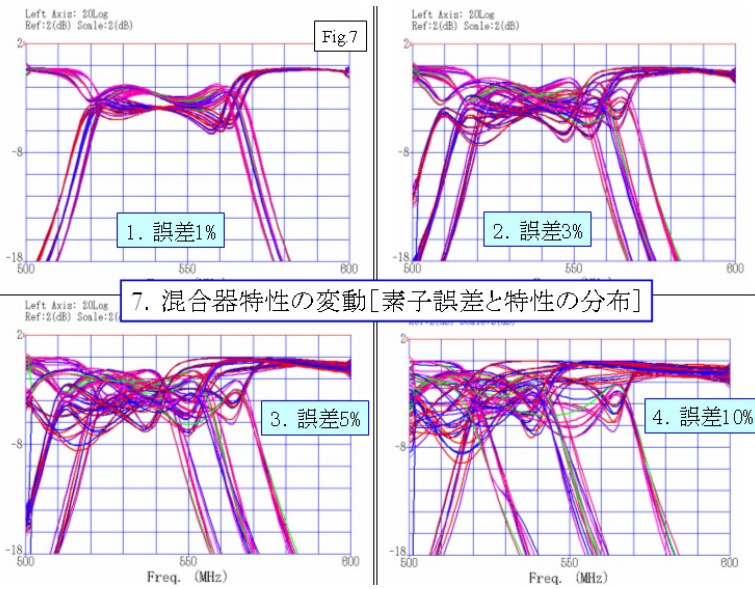 Left Axis: 20Log
Ref:2(dB) Scale:2(dB)
2
Fig.7
-8
1. 誤差1%
-18
500
550
600
Left Axis: 20Log
Ref:2(dB) Scale:2(dB)
2
-8
2. 誤差3%
-18
500
550
600
7. 混合器特性の変動[素子誤差と特性の分布]
Left Axis: 20Log
Ref:2(dB) Scale:2(d
3. 誤差5%
-8
-18
500
550
600
Freq. (MHz)
2
4. 誤差10%
-8
-18
500
550
600
Freq. (MHz)